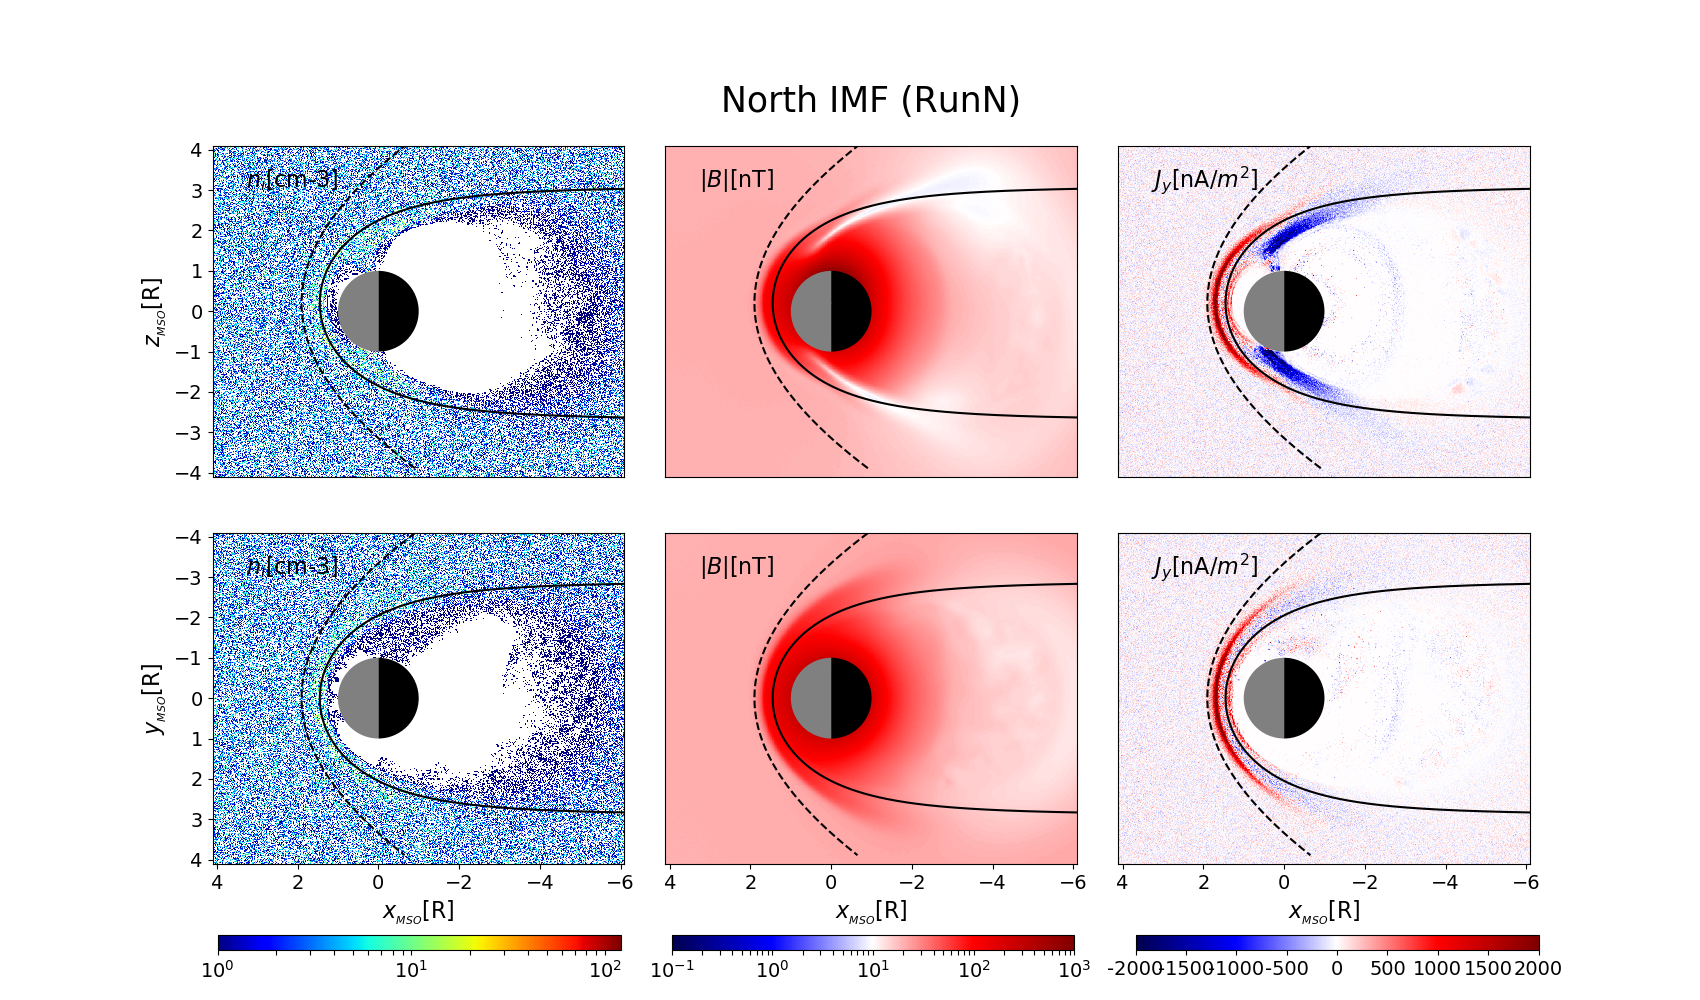 North IMF (RunN)
n_i[cm-3]
|B|[nT]
J_y[nA/m^2]
4
3
2
1
0
−1
−2
−3
−4
z_MSO[R]
n_i[cm-3]
|B|[nT]
J_y[nA/m^2]
−4
−3
−2
−1
0
1
2
3
4
y_MSO[R]
4 2 0 −2 −4 −6
4 2 0 −2 −4 −6
4 2 0 −2 −4 −6
x_MSO[R]
x_MSO[R]
x_MSO[R]
10^0 10^1 10^2
10^−1 10^0 10^1 10^2 10^3
-2000 -1500 -1000 -500 0 500 1000 1500 2000